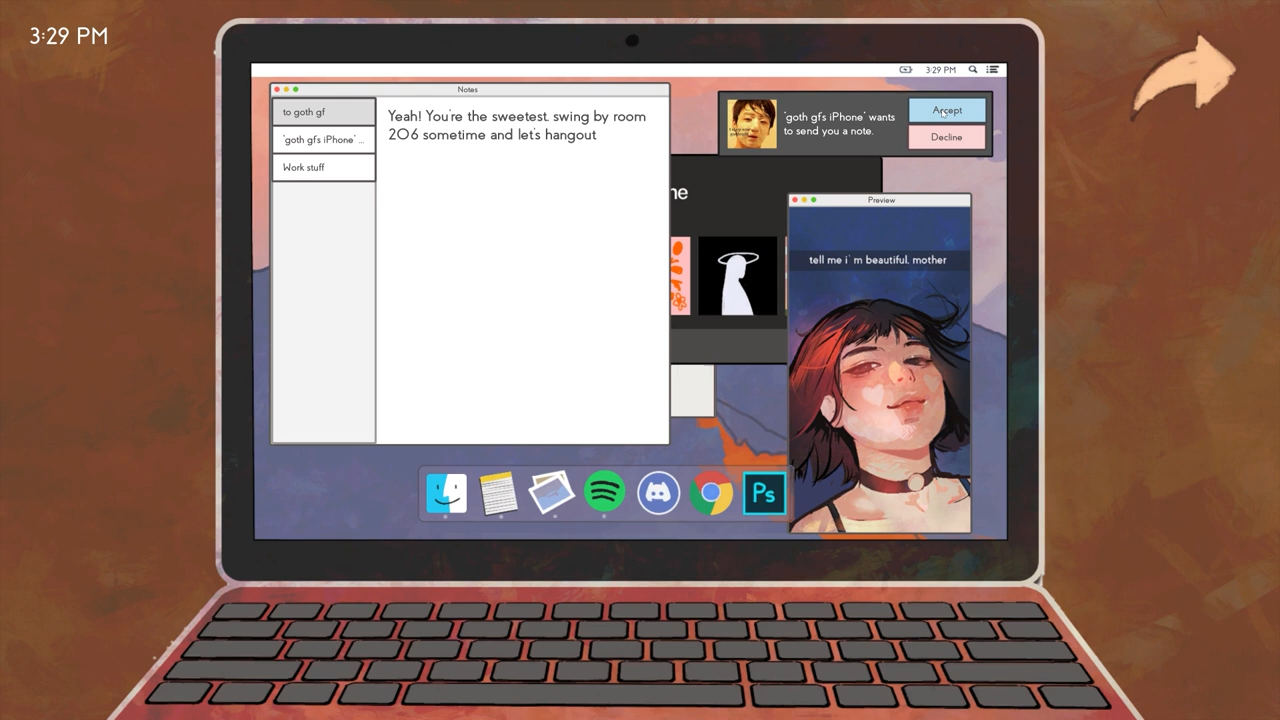 3:29 PM
3:29 PM
Notes
to goth gf
"goth gfs iPhone" ...
Work stuff
Yeah! You're the sweetest. swing by room
206 sometime and let's hangout
"goth gfs iPhone" wants
to send you a note.
Accept
Decline
Preview
tell me i'm beautiful, mother
Ps